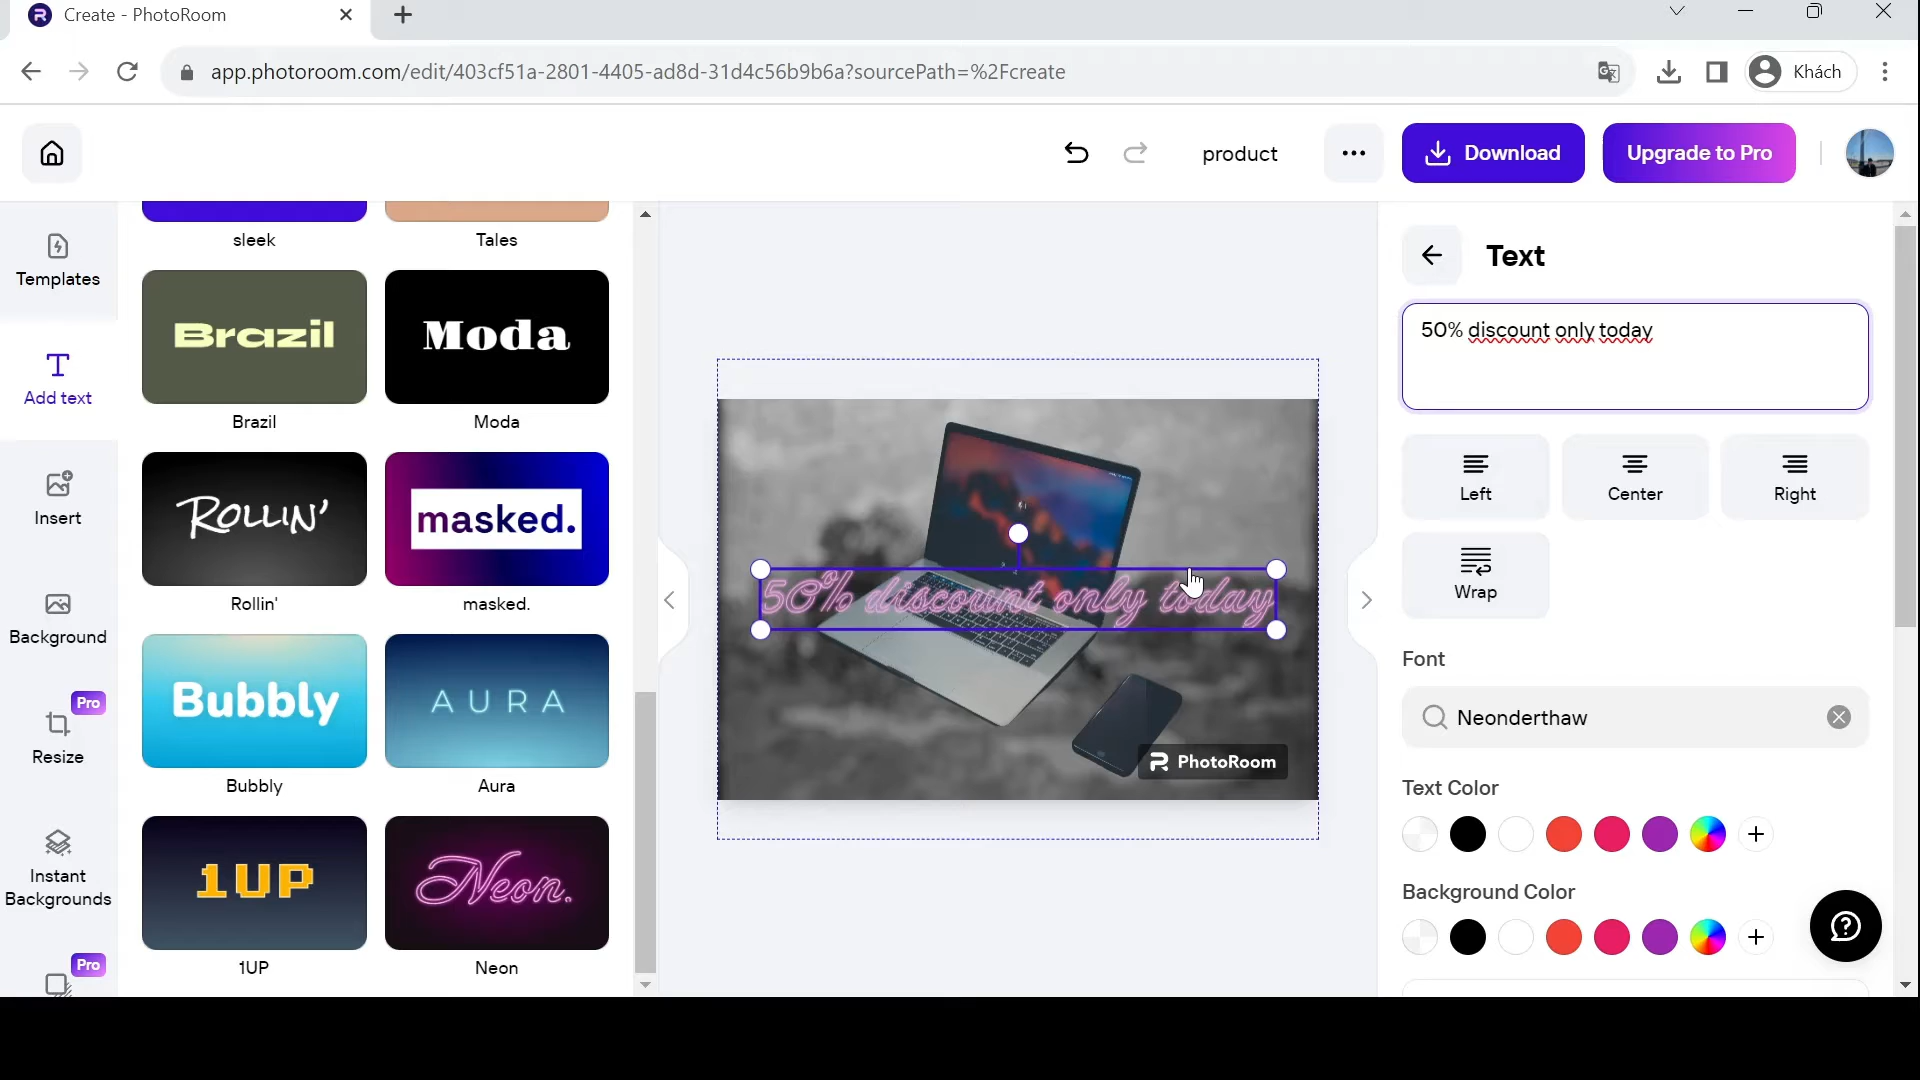 Create - PhotoRoom
app.photoroom.com/edit/403cf51a-2801-4405-ad8d-31d4c56b9b6a?sourcePath=%2Fcreate
Khách
product
Download
Upgrade to Pro
Templates
Add text
Insert
Background
Pro
Resize
Instant
Backgrounds
Pro
sleek
Tales
Brazil
Moda
Brazil
Moda
ROLLIN'
masked.
Rollin'
masked.
Bubbly
AURA
Bubbly
Aura
1UP
Neon.
1UP
Neon
50% discount only today
PhotoRoom
Text
50% discount only today
Left
Center
Right
Wrap
Font
Neonderthaw
Text Color
Background Color